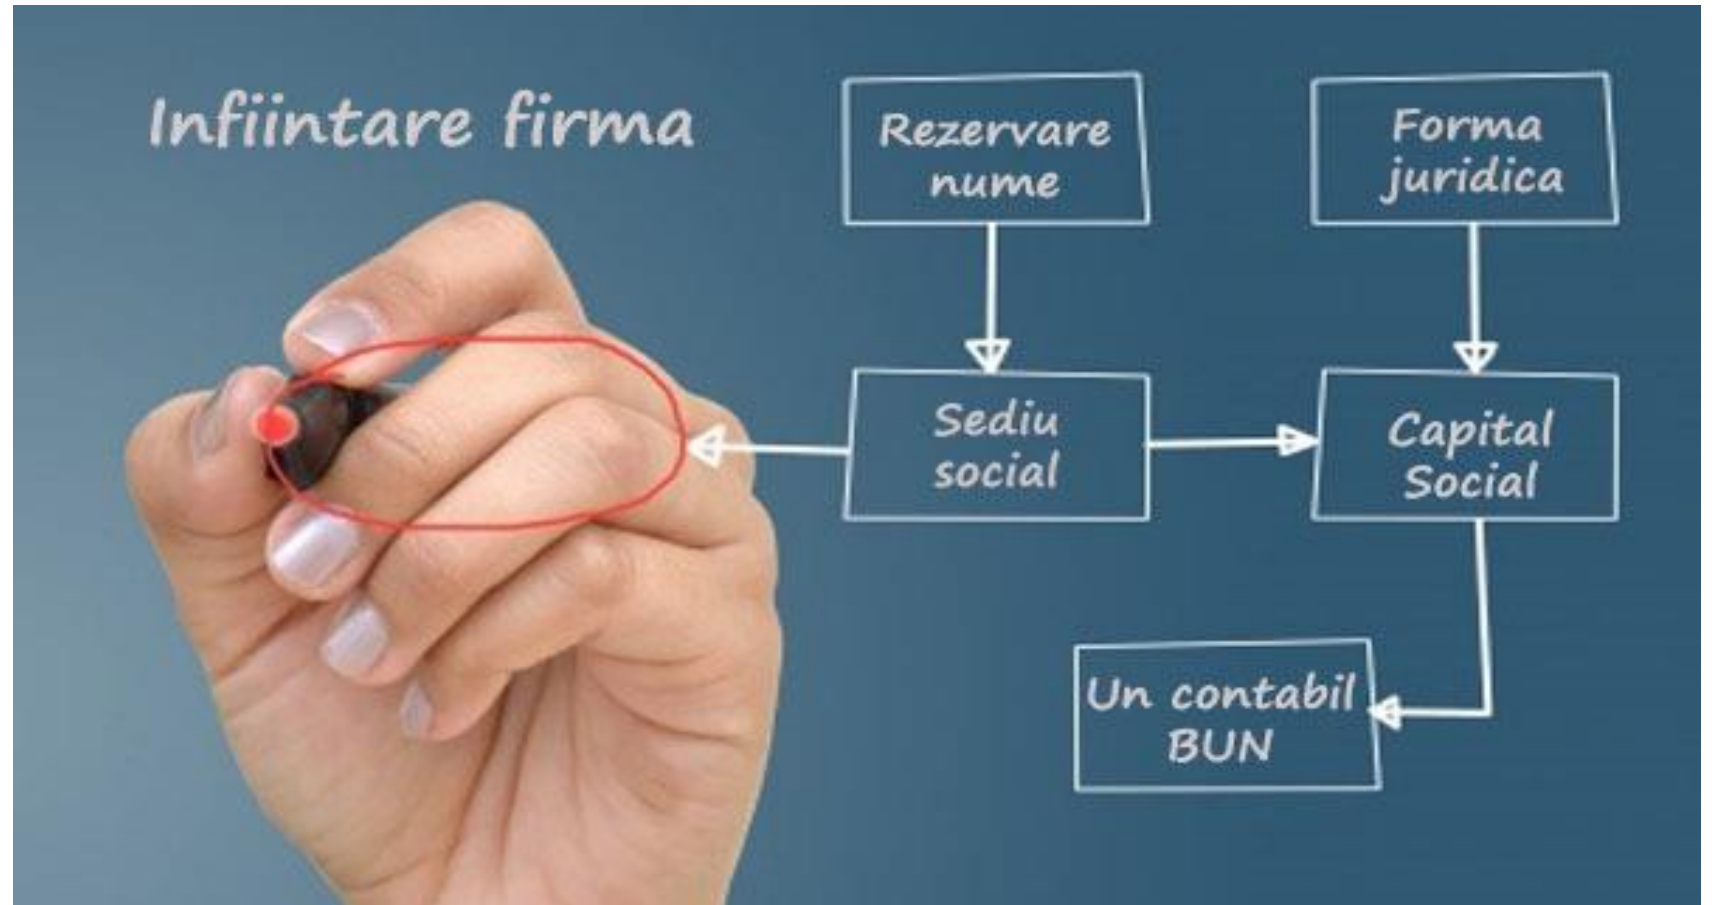 Infiintare firma
Rezervare
nume
Forma
juridica
Sediu
social
Capital
Social
Un contabil
BUN